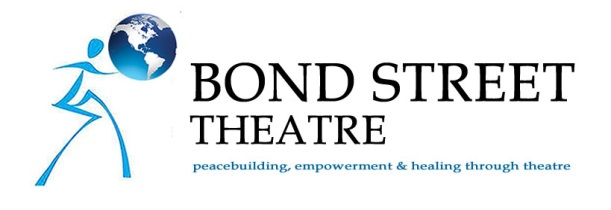 BOND STREET
THEATRE
peacebuilding, empowerment & healing through theatre